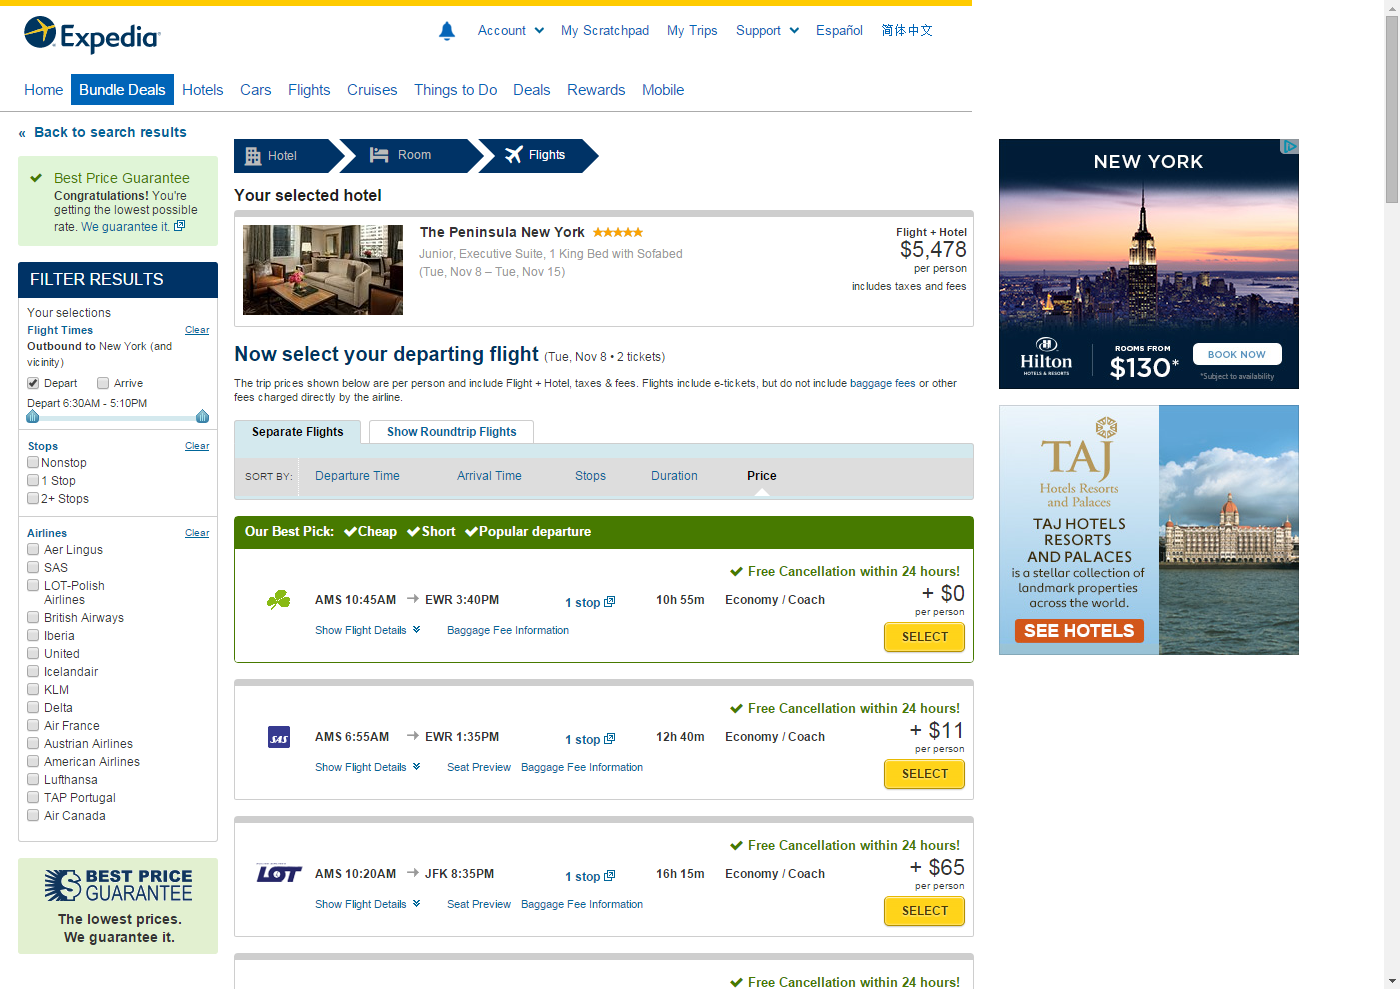 Expedia
Account
My Scratchpad
My Trips
Support
Español
简体中文
Home
Bundle Deals
Hotels
Cars
Flights
Cruises
Things to Do
Deals
Rewards
Mobile
« Back to search results
Best Price Guarantee
Congratulations! You're
getting the lowest possible
rate. We guarantee it.
FILTER RESULTS
Your selections
Flight Times Clear
Outbound to New York (and
vicinity)
Depart Arrive
Depart 6:30AM - 5:10PM
Stops Clear
Nonstop
1 Stop
2+ Stops
Airlines Clear
Aer Lingus
SAS
LOT-Polish
Airlines
British Airways
Iberia
United
Icelandair
KLM
Delta
Air France
Austrian Airlines
American Airlines
Lufthansa
TAP Portugal
Air Canada
BEST PRICE
GUARANTEE
The lowest prices.
We guarantee it.
Hotel
Room
Flights
Your selected hotel
The Peninsula New York
Junior, Executive Suite, 1 King Bed with Sofabed
(Tue, Nov 8 – Tue, Nov 15)
Flight + Hotel
$5,478
per person
includes taxes and fees
Now select your departing flight (Tue, Nov 8 • 2 tickets)
The trip prices shown below are per person and include Flight + Hotel, taxes & fees. Flights include e-tickets, but do not include baggage fees or other
fees charged directly by the airline.
Separate Flights
Show Roundtrip Flights
SORT BY: Departure Time Arrival Time Stops Duration Price
Our Best Pick: Cheap Short Popular departure
Free Cancellation within 24 hours!
AMS 10:45AM EWR 3:40PM 1 stop 10h 55m Economy / Coach + $0
per person
Show Flight Details Baggage Fee Information
SELECT
Free Cancellation within 24 hours!
SAS
AMS 6:55AM EWR 1:35PM 1 stop 12h 40m Economy / Coach + $11
per person
Show Flight Details Seat Preview Baggage Fee Information
SELECT
Free Cancellation within 24 hours!
LOT
AMS 10:20AM JFK 8:35PM 1 stop 16h 15m Economy / Coach + $65
per person
Show Flight Details Seat Preview Baggage Fee Information
SELECT
Free Cancellation within 24 hours!
NEW YORK
Hilton
HOTELS & RESORTS
ROOMS FROM
$130*
BOOK NOW
*Subject to availability
TAJ
Hotels Resorts
and Palaces
TAJ HOTELS
RESORTS
AND PALACES
is a stellar collection of
landmark properties
across the world.
SEE HOTELS